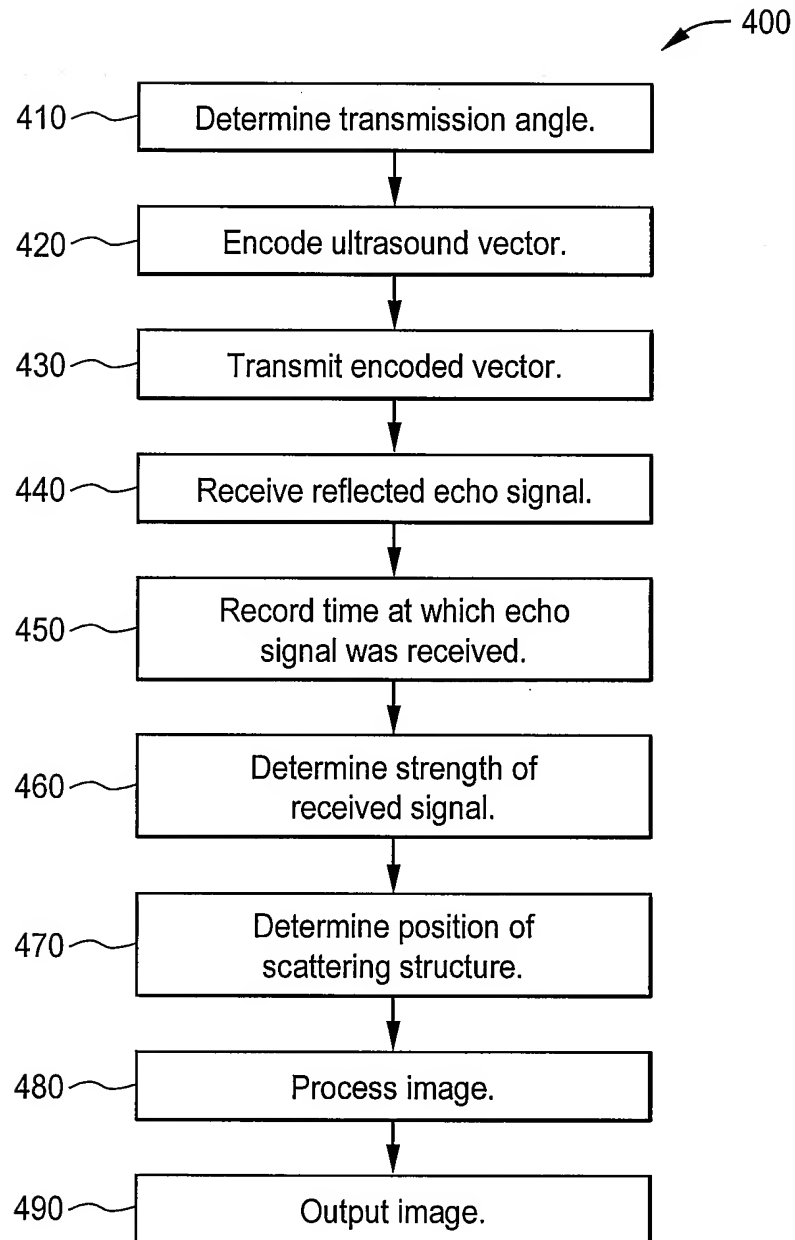 400
410 Determine transmission angle.
420 Encode ultrasound vector.
430 Transmit encoded vector.
440 Receive reflected echo signal.
450 Record time at which echo
signal was received.
460 Determine strength of
received signal.
470 Determine position of
scattering structure.
480 Process image.
490 Output image.